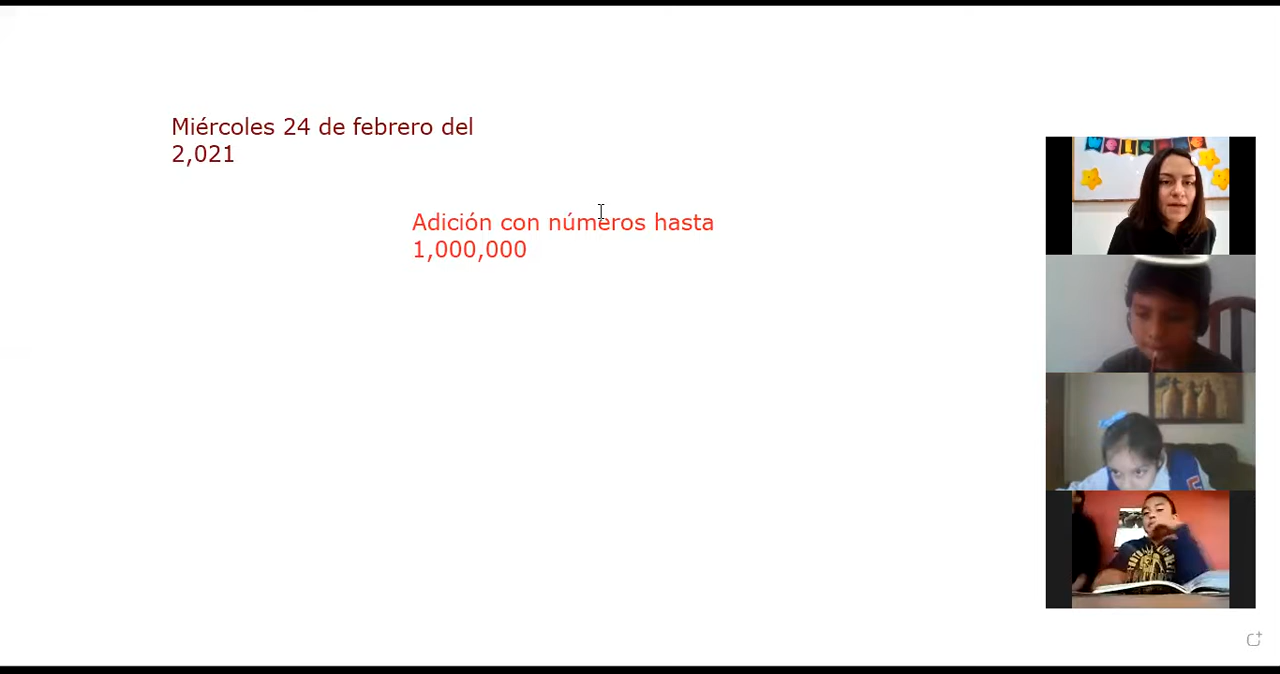 Miércoles 24 de febrero del
2,021
Adición con números hasta
1,000,000